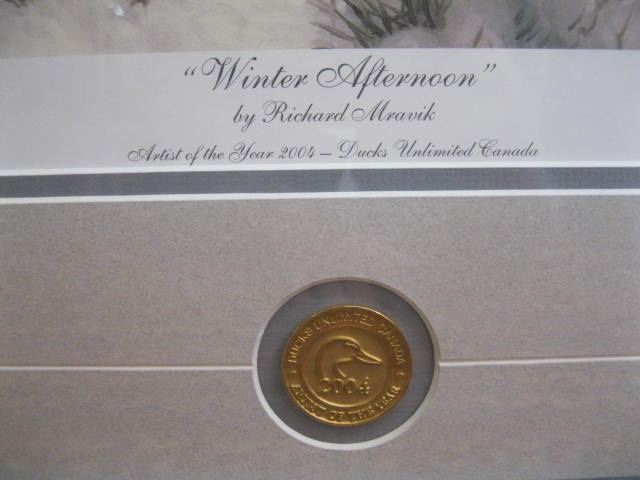 "Winter Afternoon"
by Richard Mravik
Artist of the Year 2004 – Ducks Unlimited Canada
DUCKS UNLIMITED CANADA
2004
ARTIST OF THE YEAR